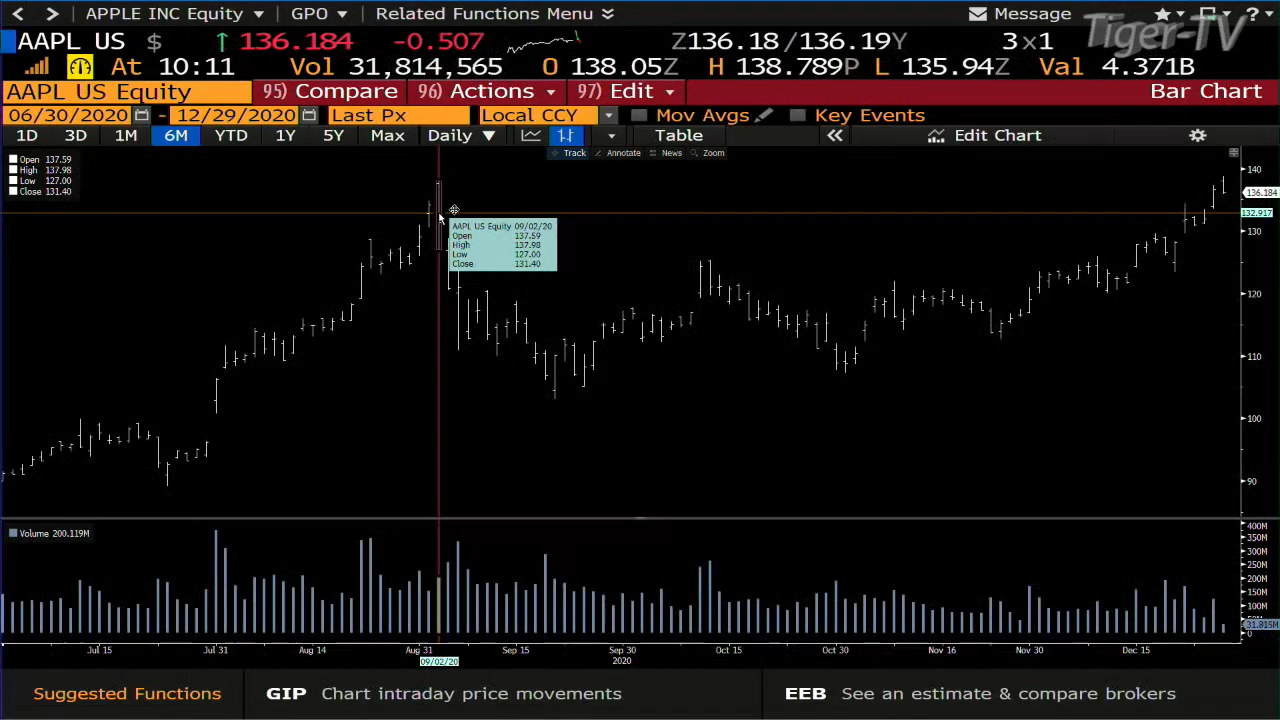 APPLE INC Equity GPO Related Functions Menu Message ?
Tiger-TV
AAPL US $ ↑ 136.184 -0.507 Z136.18 /136.19Y 3x1
At 10:11 Vol 31,814,565 O 138.05Z H 138.789P L 135.94Z Val 4.371B
AAPL US Equity 95) Compare 96) Actions 97) Edit Bar Chart
06/30/2020 - 12/29/2020 Last Px Local CCY Mov Avgs Key Events
1D 3D 1M 6M YTD 1Y 5Y Max Daily ▼ Table « Edit Chart
Track Annotate News Zoom
Open 137.59
High 137.98
Low 127.00
Close 131.40
AAPL US Equity 09/02/20
Open 137.59
High 137.98
Low 127.00
Close 131.40
140
136.184
132.917
130
120
110
100
90
Volume 200.119M
400M
350M
300M
250M
200M
150M
100M
31.815M
0
Jul 15 Jul 31 Aug 14 Aug 31 Sep 15 Sep 30 Oct 15 Oct 30 Nov 16 Nov 30 Dec 15
09/02/20 2020
Suggested Functions GIP Chart intraday price movements EEB See an estimate & compare brokers